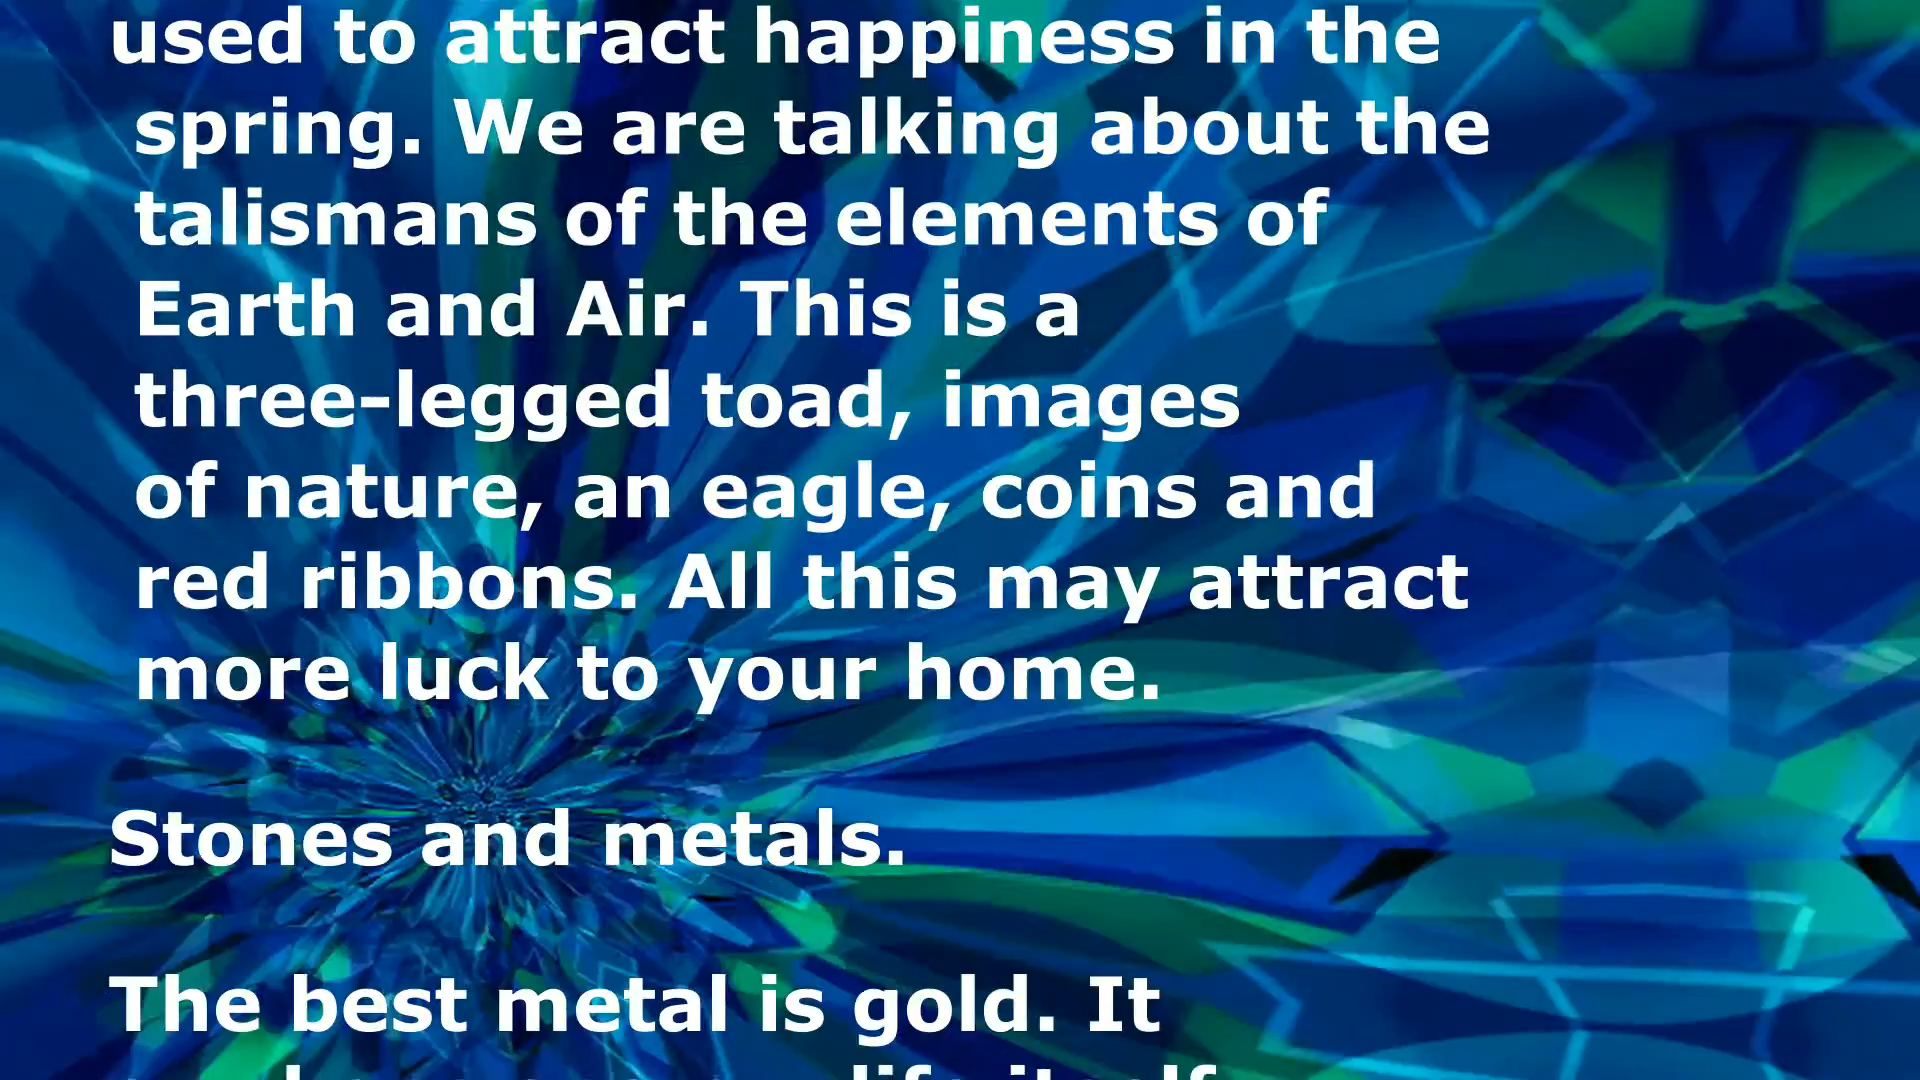 used to attract happiness in the
spring. We are talking about the
talismans of the elements of
Earth and Air. This is a
three-legged toad, images
of nature, an eagle, coins and
red ribbons. All this may attract
more luck to your home.
Stones and metals.
The best metal is gold. It
life itself